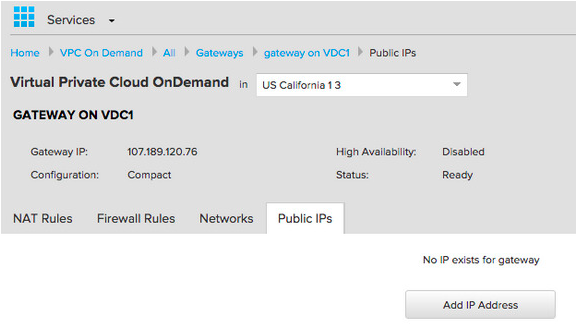 Services
Home VPC On Demand All Gateways gateway on VDC1 Public IPs
Virtual Private Cloud OnDemand in US California 1 3
GATEWAY ON VDC1
Gateway IP: 107.189.120.76 High Availability: Disabled
Configuration: Compact Status: Ready
NAT Rules Firewall Rules Networks Public IPs
No IP exists for gateway
Add IP Address